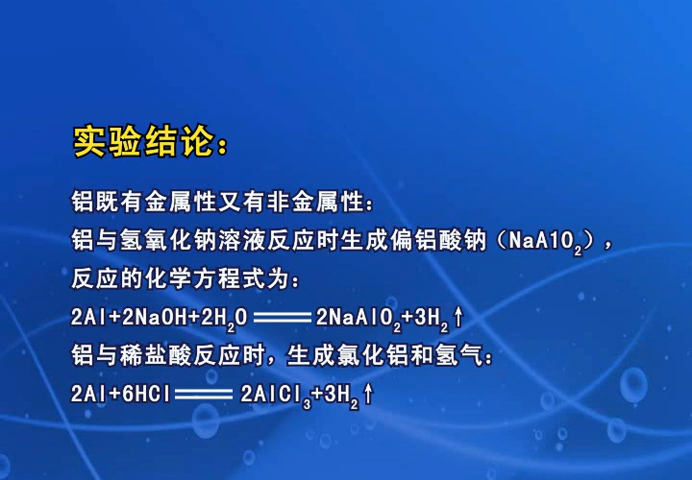 实验结论：
铝既有金属性又有非金属性：
铝与氢氧化钠溶液反应时生成偏铝酸钠（NaA1O₂），
反应的化学方程式为：
2Al+2NaOH+2H₂O══2NaAlO₂+3H₂↑
铝与稀盐酸反应时，生成氯化铝和氢气：
2Al+6HCl══2AlCl₃+3H₂↑